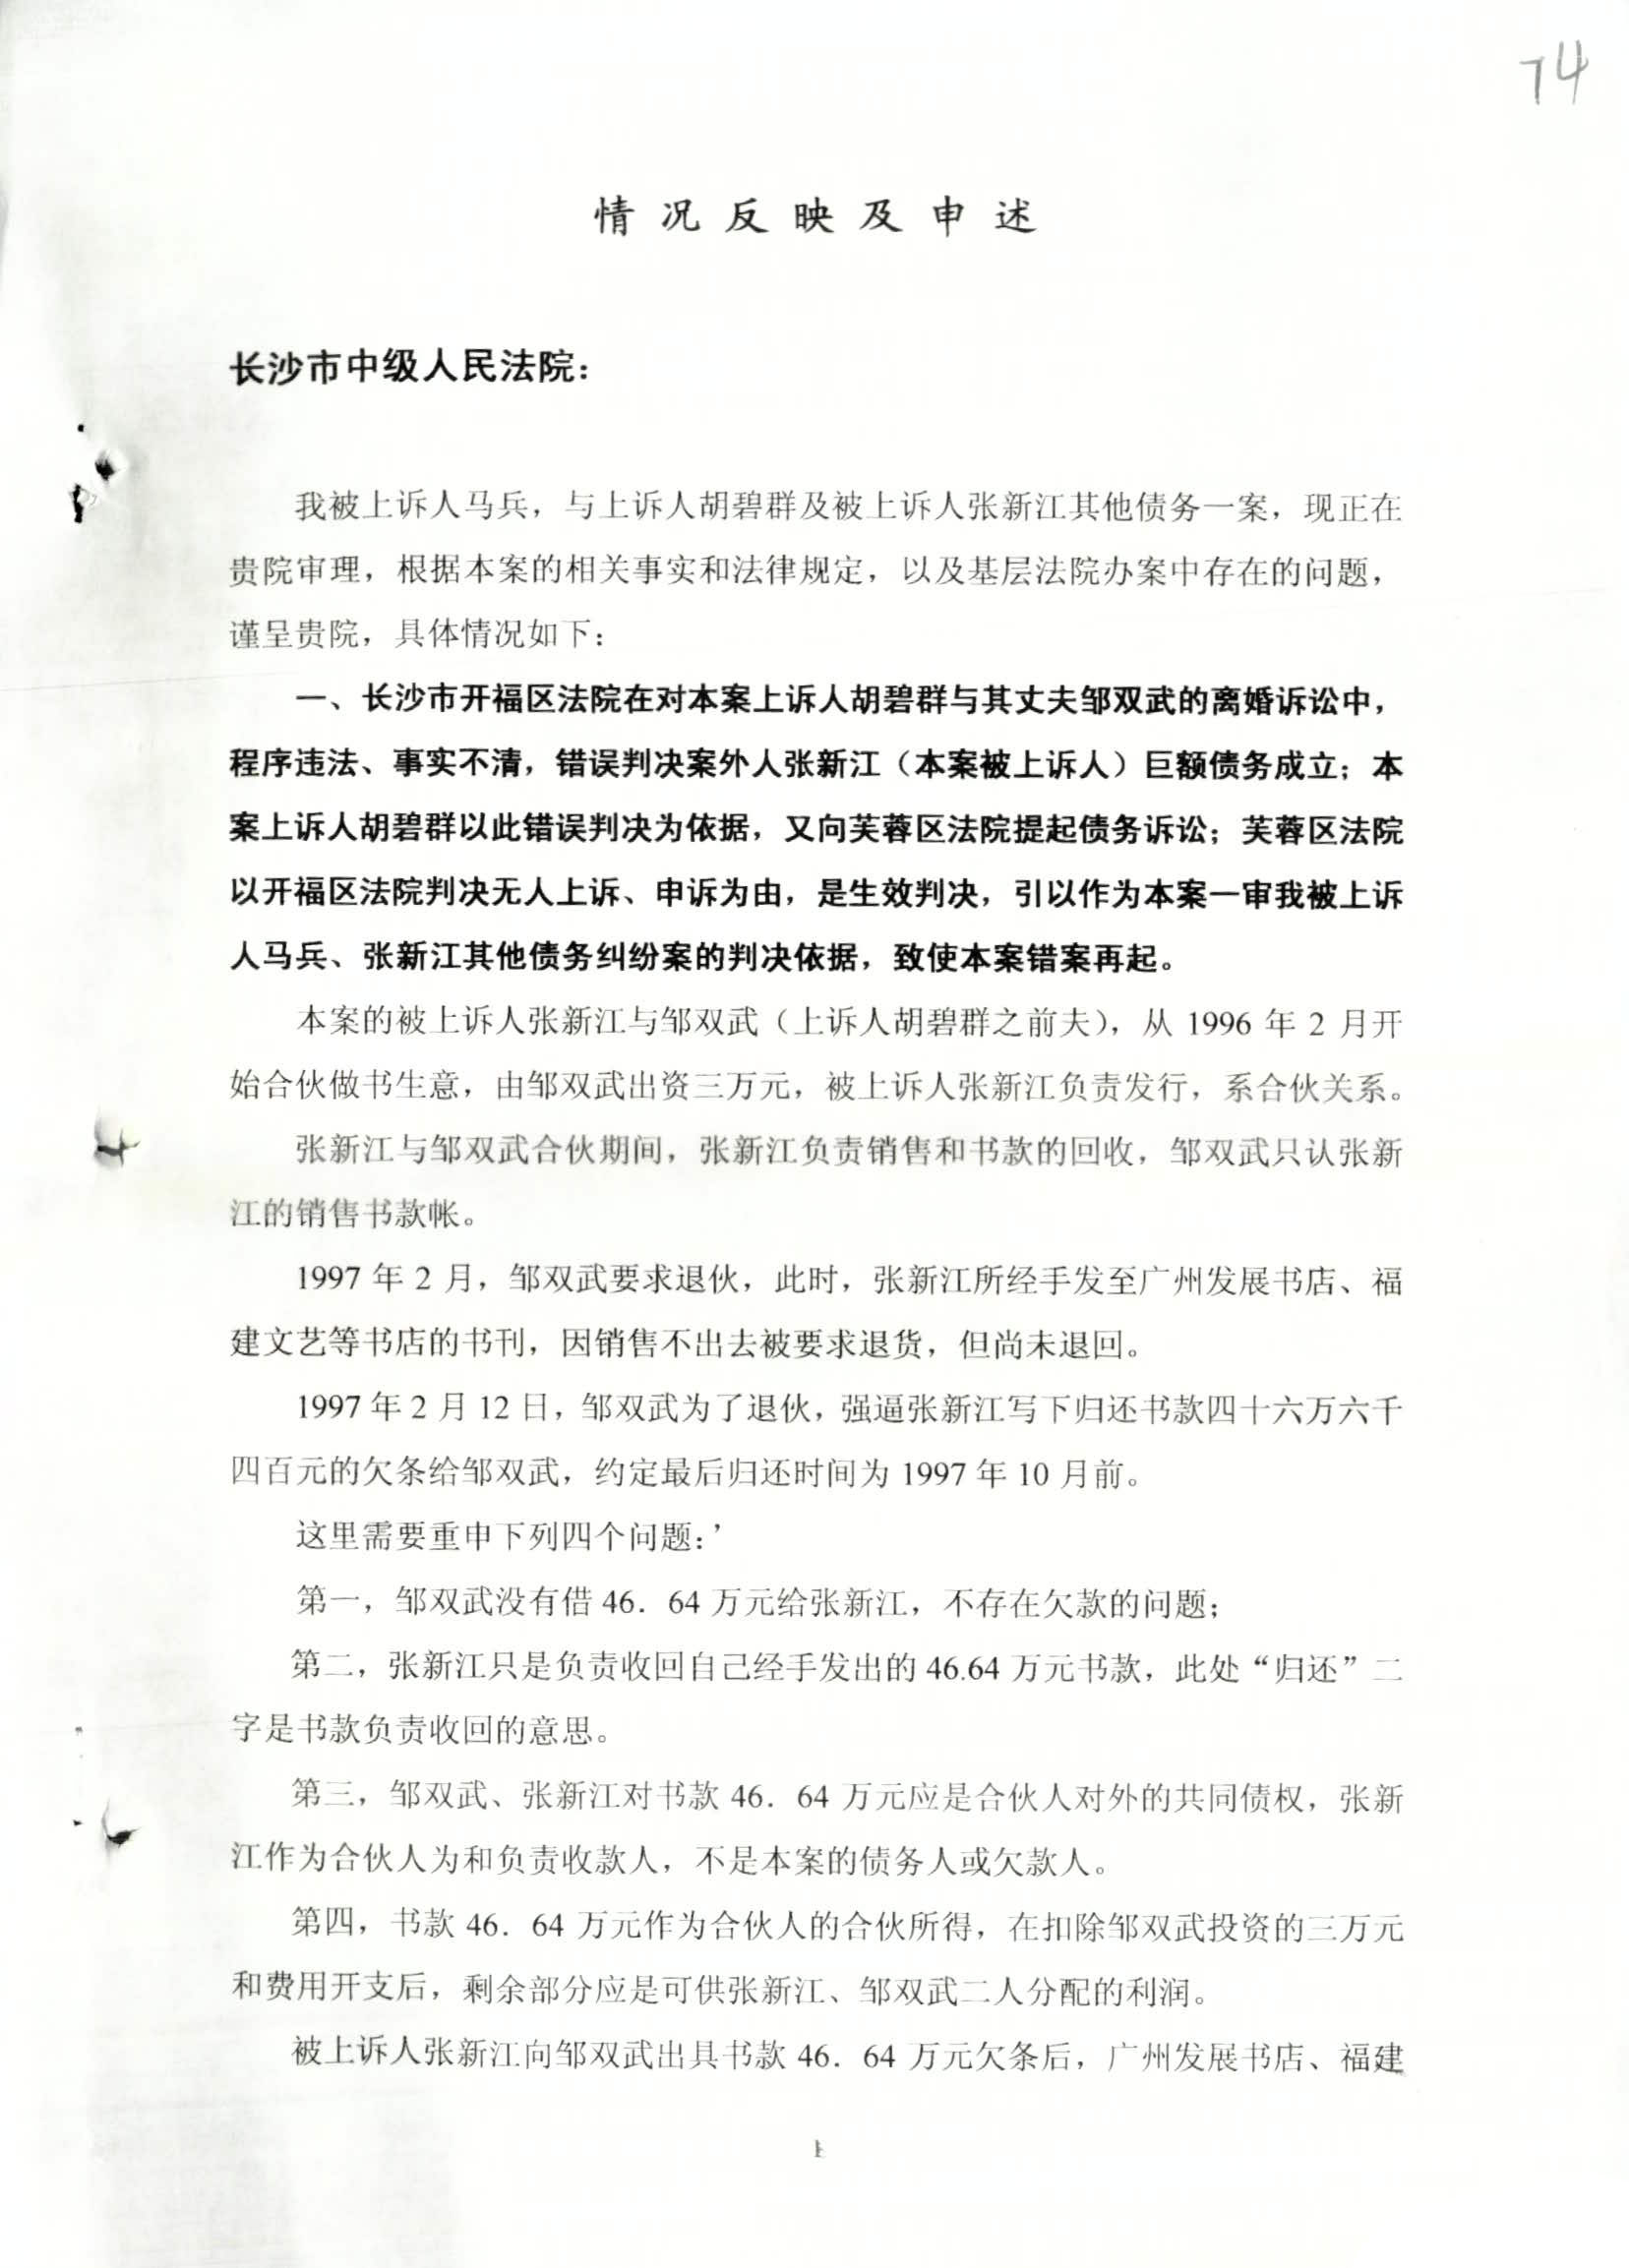 74
情况反映及申述
长沙市中级人民法院：
我被上诉人马兵，与上诉人胡碧群及被上诉人张新江其他债务一案，现正在
贵院审理，根据本案的相关事实和法律规定，以及基层法院办案中存在的问题，
谨呈贵院，具体情况如下：
一、长沙市开福区法院在对本案上诉人胡碧群与其丈夫邹双武的离婚诉讼中，
程序违法、事实不清，错误判决案外人张新江（本案被上诉人）巨额债务成立；本
案上诉人胡碧群以此错误判决为依据，又向芙蓉区法院提起债务诉讼；芙蓉区法院
以开福区法院判决无人上诉、申诉为由，是生效判决，引以作为本案一审我被上诉
人马兵、张新江其他债务纠纷案的判决依据，致使本案错案再起。
本案的被上诉人张新江与邹双武（上诉人胡碧群之前夫），从 1996 年 2 月开
始合伙做书生意，由邹双武出资三万元，被上诉人张新江负责发行，系合伙关系。
张新江与邹双武合伙期间，张新江负责销售和书款的回收，邹双武只认张新
江的销售书款帐。
1997 年 2 月，邹双武要求退伙，此时，张新江所经手发至广州发展书店、福
建文艺等书店的书刊，因销售不出去被要求退货，但尚未退回。
1997 年 2 月 12 日，邹双武为了退伙，强逼张新江写下归还书款四十六万六千
四百元的欠条给邹双武，约定最后归还时间为 1997 年 10 月前。
这里需要重申下列四个问题：’
第一，邹双武没有借 46．64 万元给张新江，不存在欠款的问题；
第二，张新江只是负责收回自己经手发出的 46.64 万元书款，此处“归还”二
字是书款负责收回的意思。
第三，邹双武、张新江对书款 46．64 万元应是合伙人对外的共同债权，张新
江作为合伙人为和负责收款人，不是本案的债务人或欠款人。
第四，书款 46．64 万元作为合伙人的合伙所得，在扣除邹双武投资的三万元
和费用开支后，剩余部分应是可供张新江、邹双武二人分配的利润。
被上诉人张新江向邹双武出具书款 46．64 万元欠条后，广州发展书店、福建
1